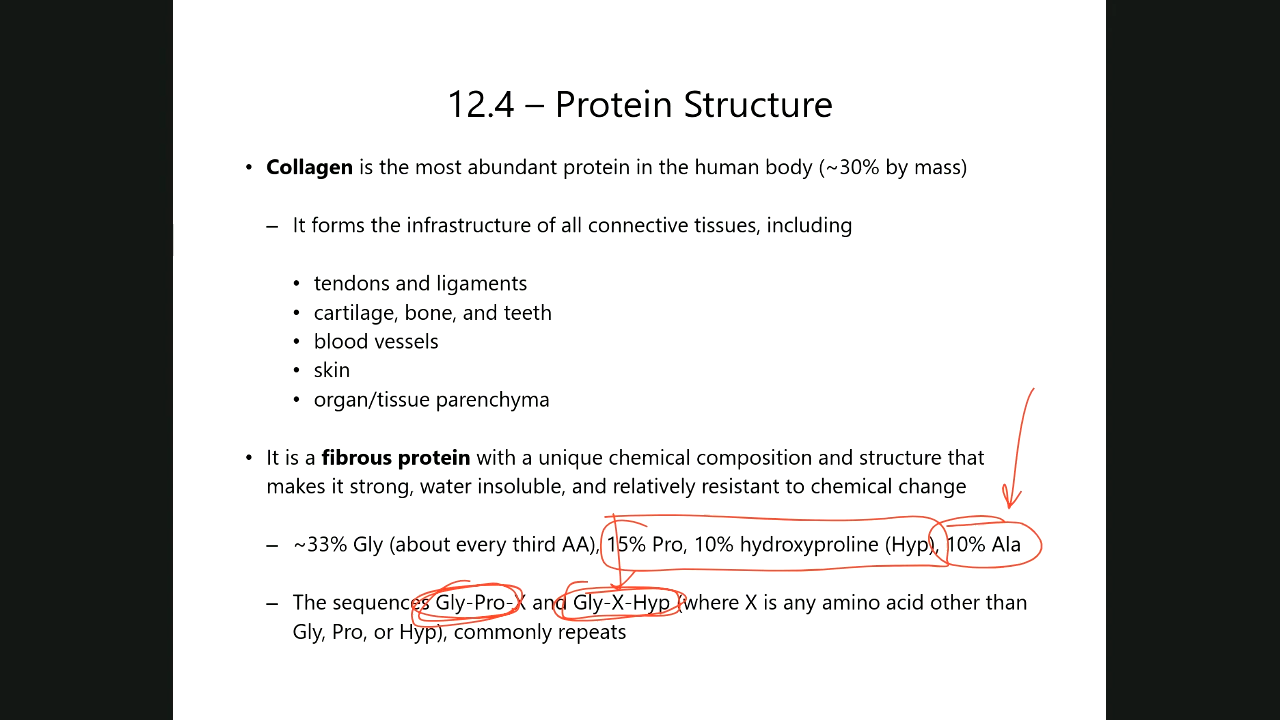 12.4 – Protein Structure
• Collagen is the most abundant protein in the human body (~30% by mass)
– It forms the infrastructure of all connective tissues, including
• tendons and ligaments
• cartilage, bone, and teeth
• blood vessels
• skin
• organ/tissue parenchyma
• It is a fibrous protein with a unique chemical composition and structure that
makes it strong, water insoluble, and relatively resistant to chemical change
– ~33% Gly (about every third AA), 15% Pro, 10% hydroxyproline (Hyp), 10% Ala
– The sequences Gly-Pro-X and Gly-X-Hyp (where X is any amino acid other than
Gly, Pro, or Hyp), commonly repeats